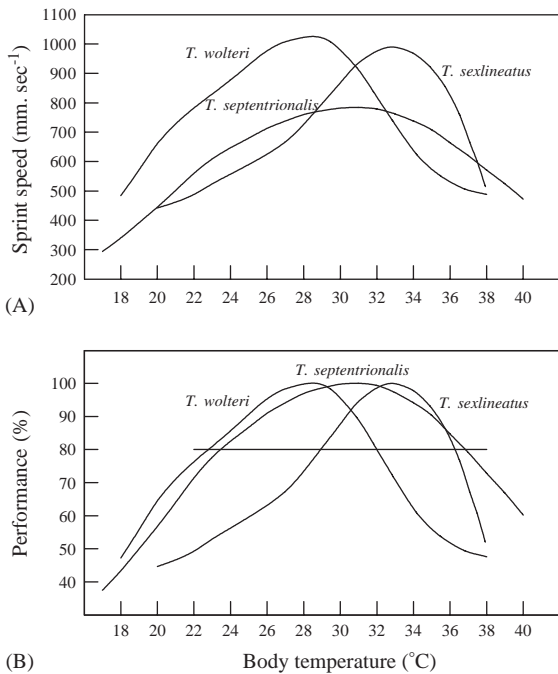 1100
1000
900
800
700
600
500
400
300
200
Sprint speed (mm. sec-1)
T. wolteri
T. sexlineatus
T. septentrionalis
18 20 22 24 26 28 30 32 34 36 38 40
(A)
100
90
80
70
60
50
40
Performance (%)
T. septentrionalis
T. wolteri
T. sexlineatus
18 20 22 24 26 28 30 32 34 36 38 40
(B)
Body temperature (°C)